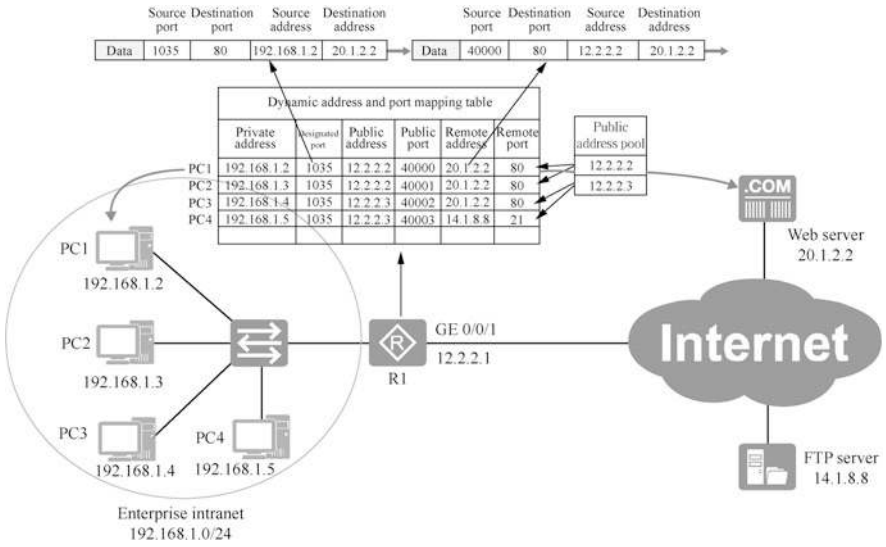 Source port Destination port Source address Destination address Source port Destination port Source address Destination address
Data 1035 80 192.168.1.2 20.1.2.2 Data 40000 80 12.2.2.2 20.1.2.2
Dynamic address and port mapping table
Private address Designated port Public address Public port Remote address Remote port
PC1 192.168.1.2 1035 12.2.2.2 40000 20.1.2.2 80
PC2 192.168.1.3 1035 12.2.2.2 40001 20.1.2.2 80
PC3 192.168.1.4 1035 12.2.2.3 40002 20.1.2.2 80
PC4 192.168.1.5 1035 12.2.2.3 40003 14.1.8.8 21
Public address pool
12.2.2.2
12.2.2.3
.COM
Web server
20.1.2.2
PC1
192.168.1.2
PC2
192.168.1.3
PC3
192.168.1.4
PC4
192.168.1.5
R
R1
GE 0/0/1
12.2.2.1
Internet
FTP server
14.1.8.8
Enterprise intranet
192.168.1.0/24